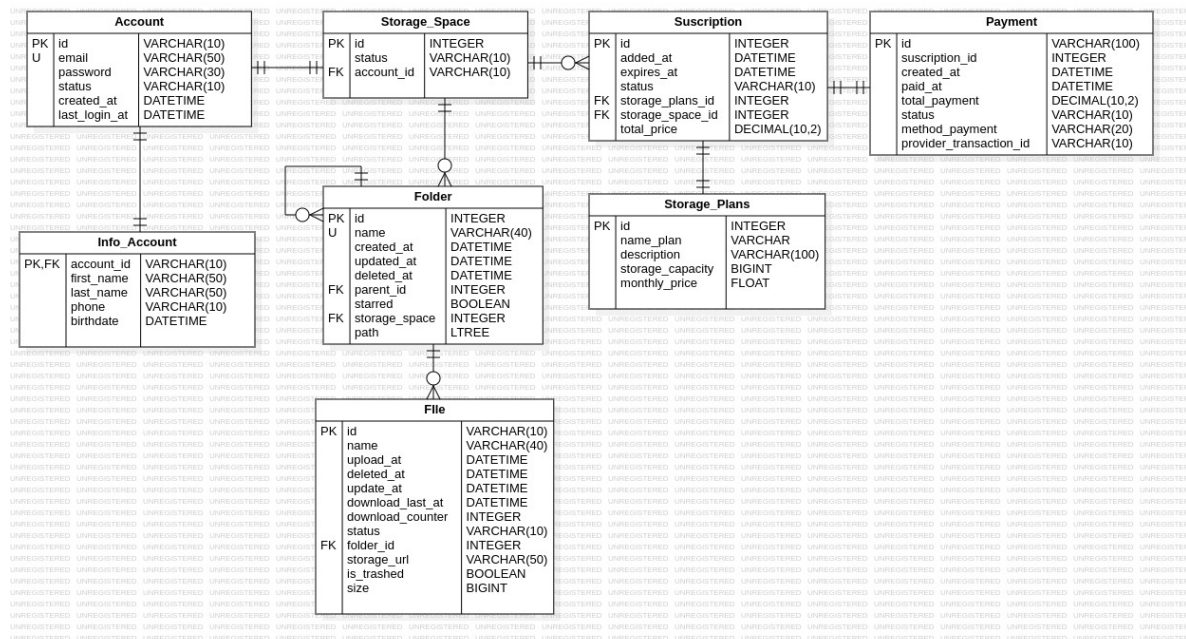 Account
PK id VARCHAR(10)
U email VARCHAR(50)
password VARCHAR(30)
status VARCHAR(10)
created_at DATETIME
last_login_at DATETIME
Storage_Space
PK id INTEGER
status VARCHAR(10)
FK account_id VARCHAR(10)
Suscription
PK id INTEGER
added_at DATETIME
expires_at DATETIME
status VARCHAR(10)
FK storage_plans_id INTEGER
FK storage_space_id INTEGER
total_price DECIMAL(10,2)
Payment
PK id VARCHAR(100)
suscription_id INTEGER
created_at DATETIME
paid_at DATETIME
total_payment DECIMAL(10,2)
status VARCHAR(10)
method_payment VARCHAR(20)
provider_transaction_id VARCHAR(10)
Info_Account
PK,FK account_id VARCHAR(10)
first_name VARCHAR(50)
last_name VARCHAR(50)
phone VARCHAR(10)
birthdate DATETIME
Folder
PK id INTEGER
U name VARCHAR(40)
created_at DATETIME
updated_at DATETIME
deleted_at DATETIME
FK parent_id INTEGER
starred BOOLEAN
FK storage_space INTEGER
path LTREE
Storage_Plans
PK id INTEGER
name_plan VARCHAR
description VARCHAR(100)
storage_capacity BIGINT
monthly_price FLOAT
FIle
PK id VARCHAR(10)
name VARCHAR(40)
upload_at DATETIME
deleted_at DATETIME
update_at DATETIME
download_last_at DATETIME
download_counter INTEGER
status VARCHAR(10)
FK folder_id INTEGER
storage_url VARCHAR(50)
is_trashed BOOLEAN
size BIGINT
UNREGISTERED